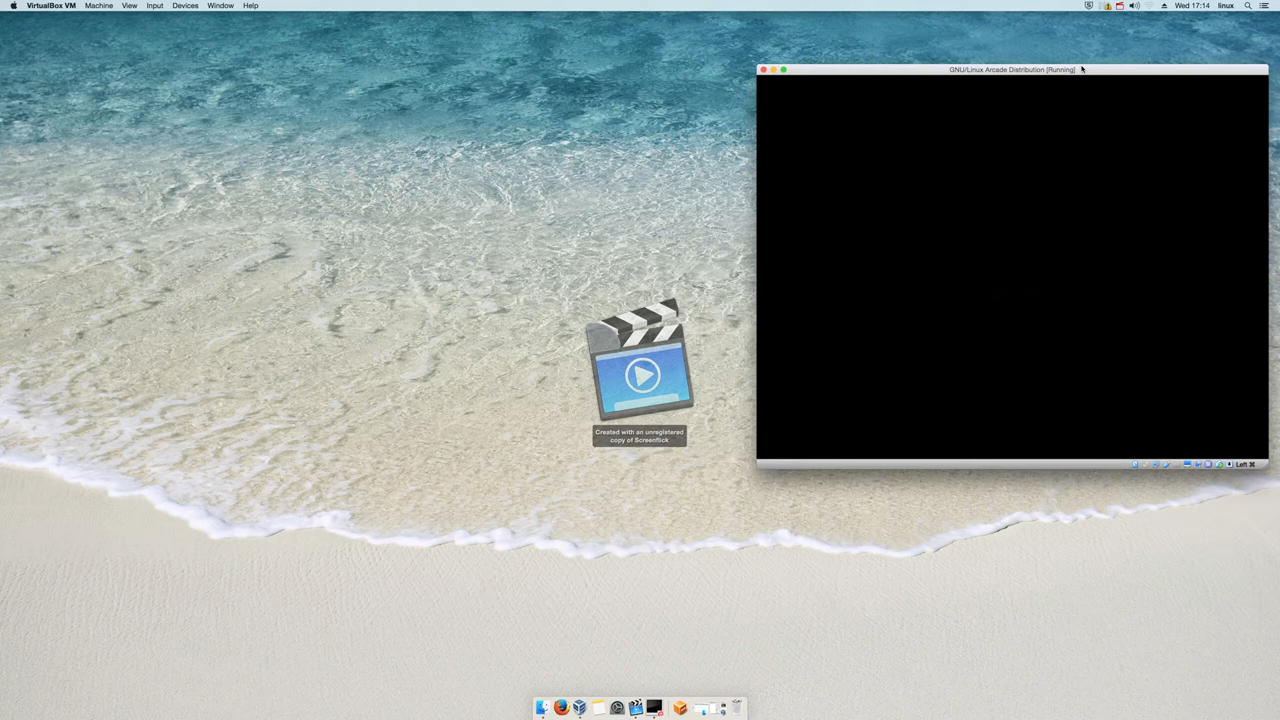 VirtualBox VM Machine View Input Devices Window Help
Wed 17:14 linux
GNU/Linux Arcade Distribution [Running]
Created with an unregistered
copy of Screenflick
Left ⌘